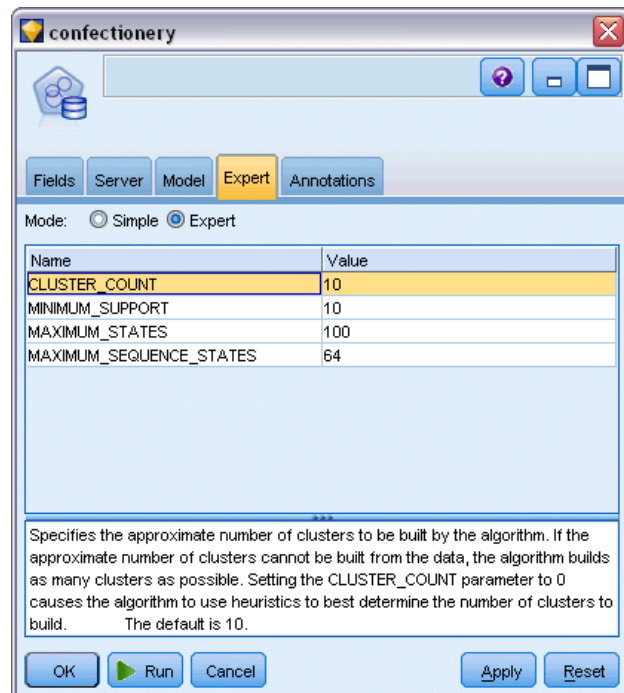 confectionery
?
Fields Server Model Expert Annotations
Mode: Simple Expert
Name Value
CLUSTER_COUNT 10
MINIMUM_SUPPORT 10
MAXIMUM_STATES 100
MAXIMUM_SEQUENCE_STATES 64
Specifies the approximate number of clusters to be built by the algorithm. If the
approximate number of clusters cannot be built from the data, the algorithm builds
as many clusters as possible. Setting the CLUSTER_COUNT parameter to 0
causes the algorithm to use heuristics to best determine the number of clusters to
build. The default is 10.
OK Run Cancel Apply Reset